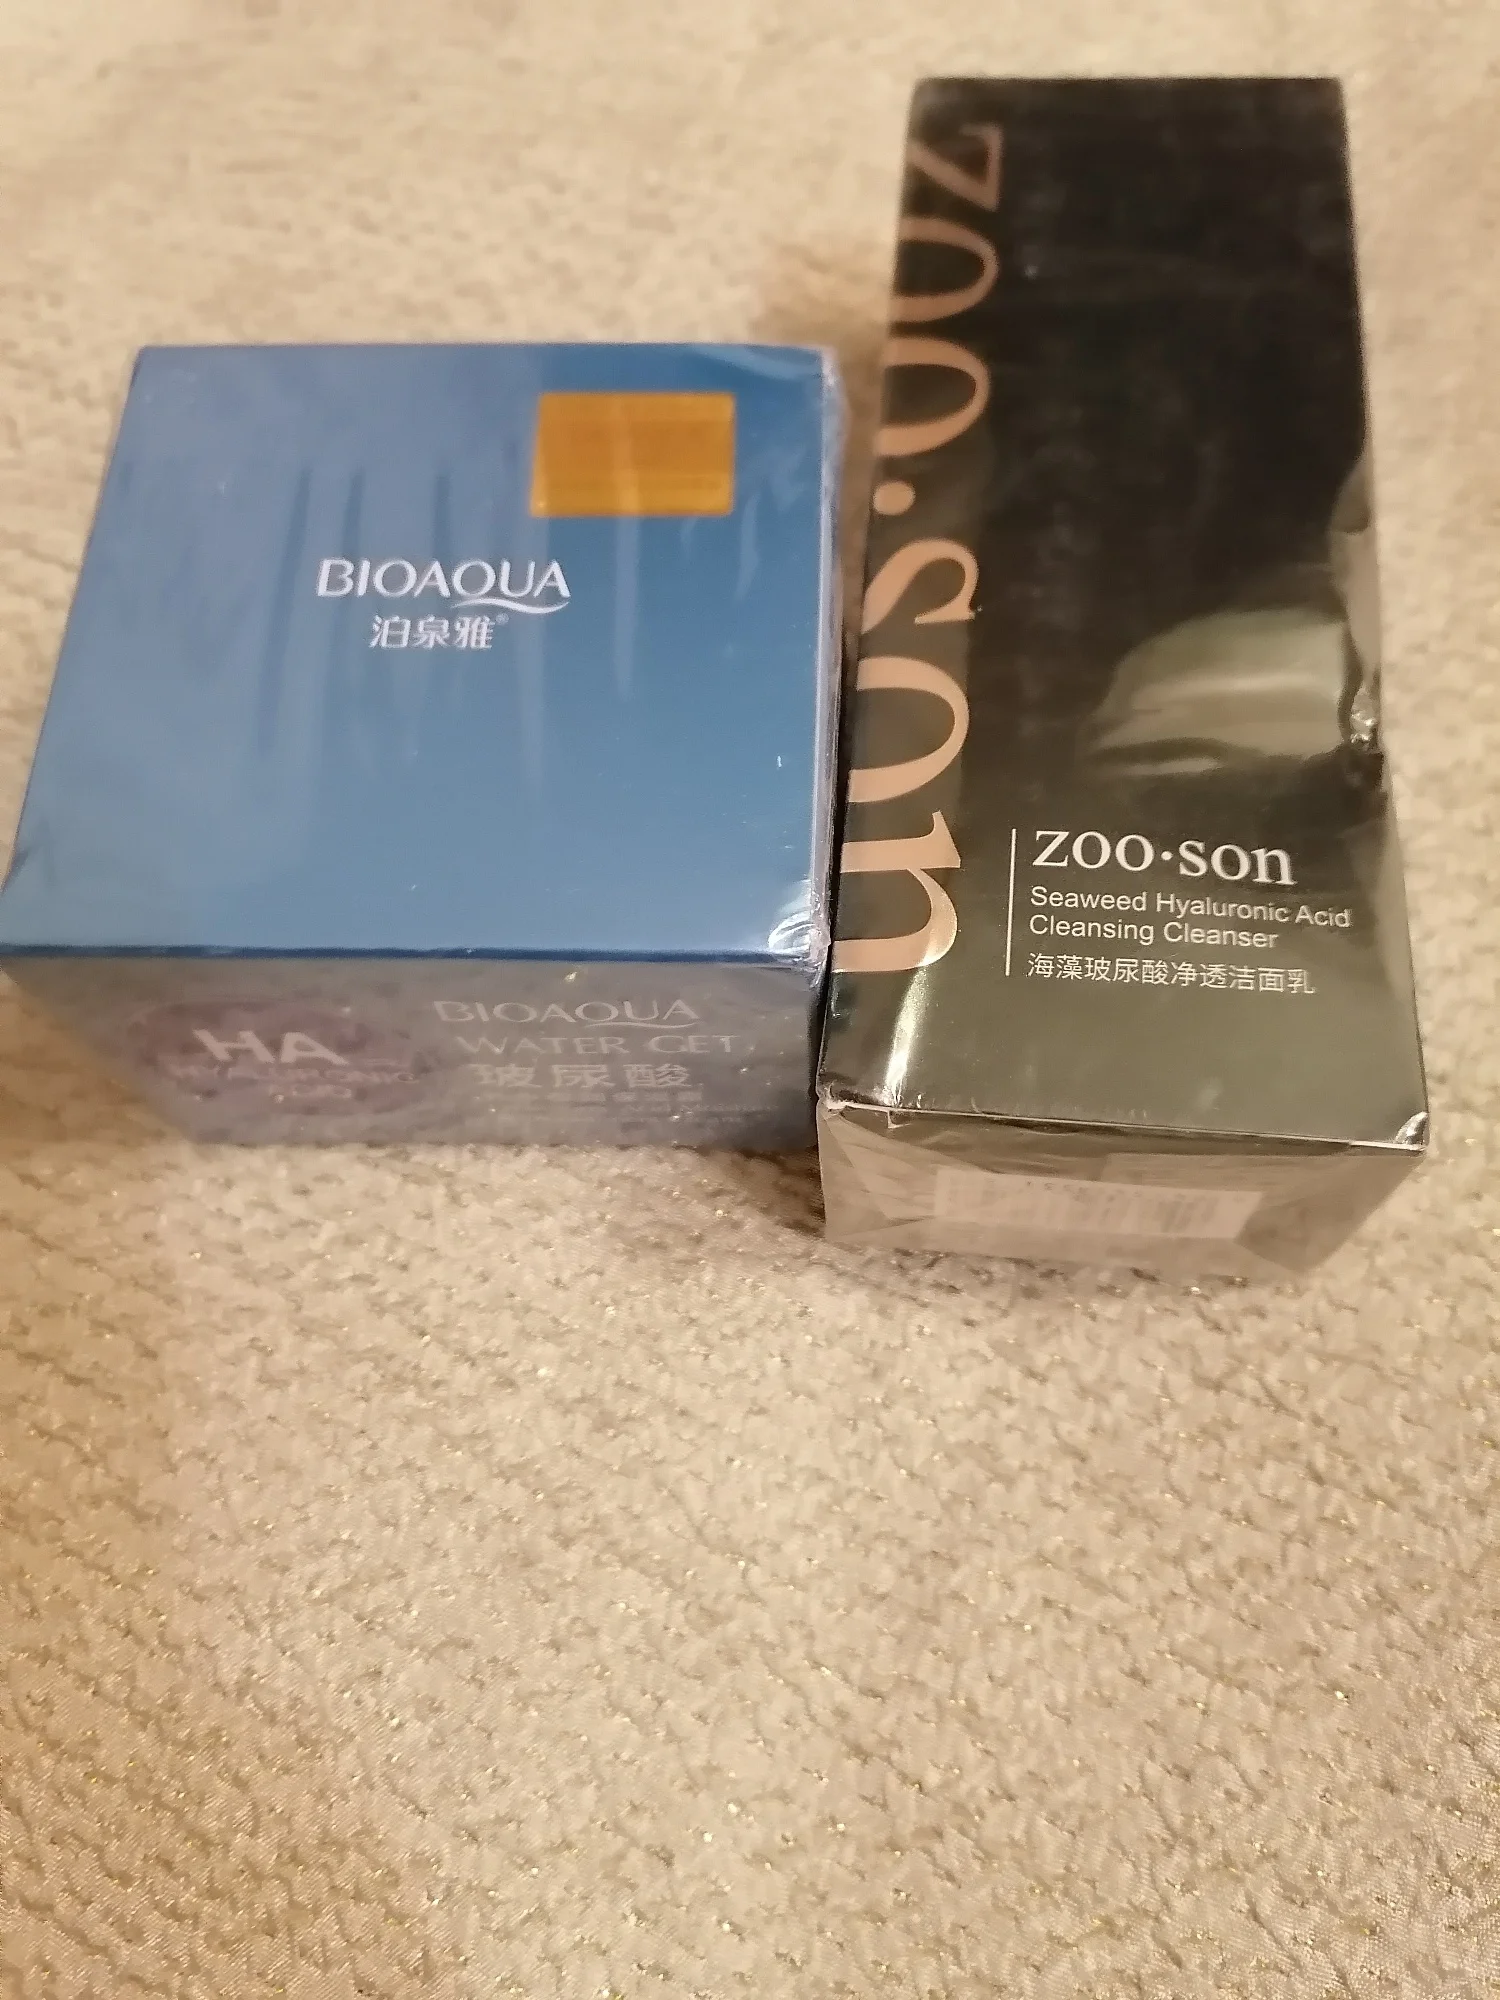 BIOAQUA
泊泉雅®
HA
HYALURONIC
BIOAQUA
WATER GET
玻尿酸
zoo·son
zoo·son
Seaweed Hyaluronic Acid
Cleansing Cleanser
海藻玻尿酸净透洁面乳